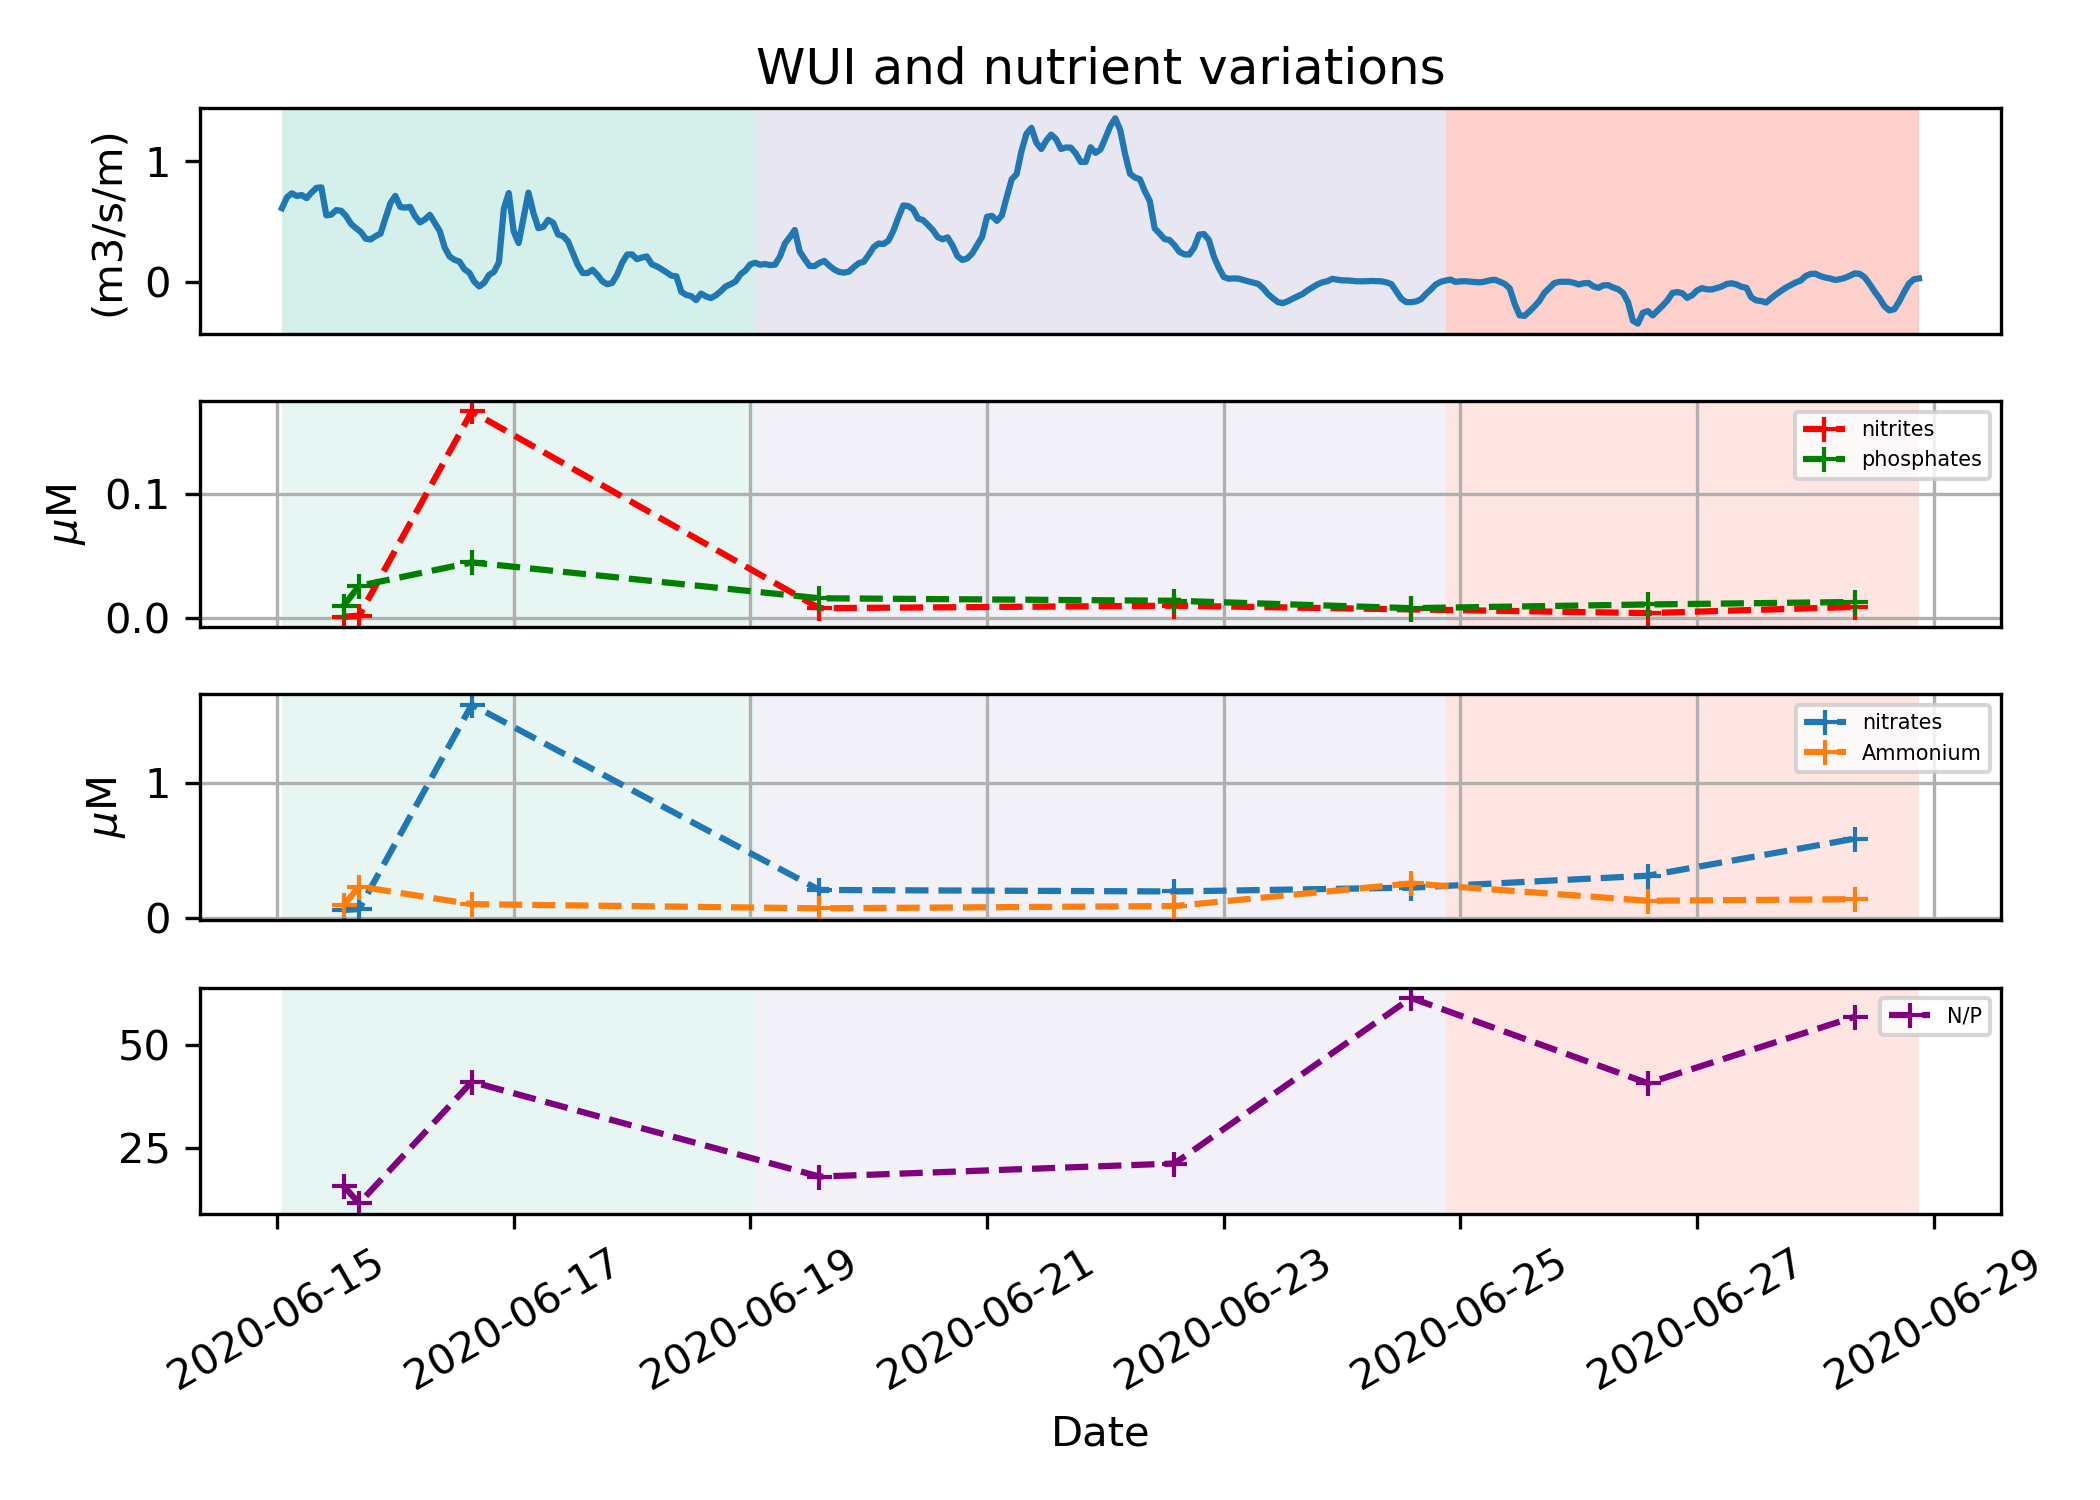 WUI and nutrient variations
(m3/s/m)
1
0
μM
0.1
0.0
nitrites
phosphates
μM
1
0
nitrates
Ammonium
50
25
N/P
2020-06-15
2020-06-17
2020-06-19
2020-06-21
2020-06-23
2020-06-25
2020-06-27
2020-06-29
Date